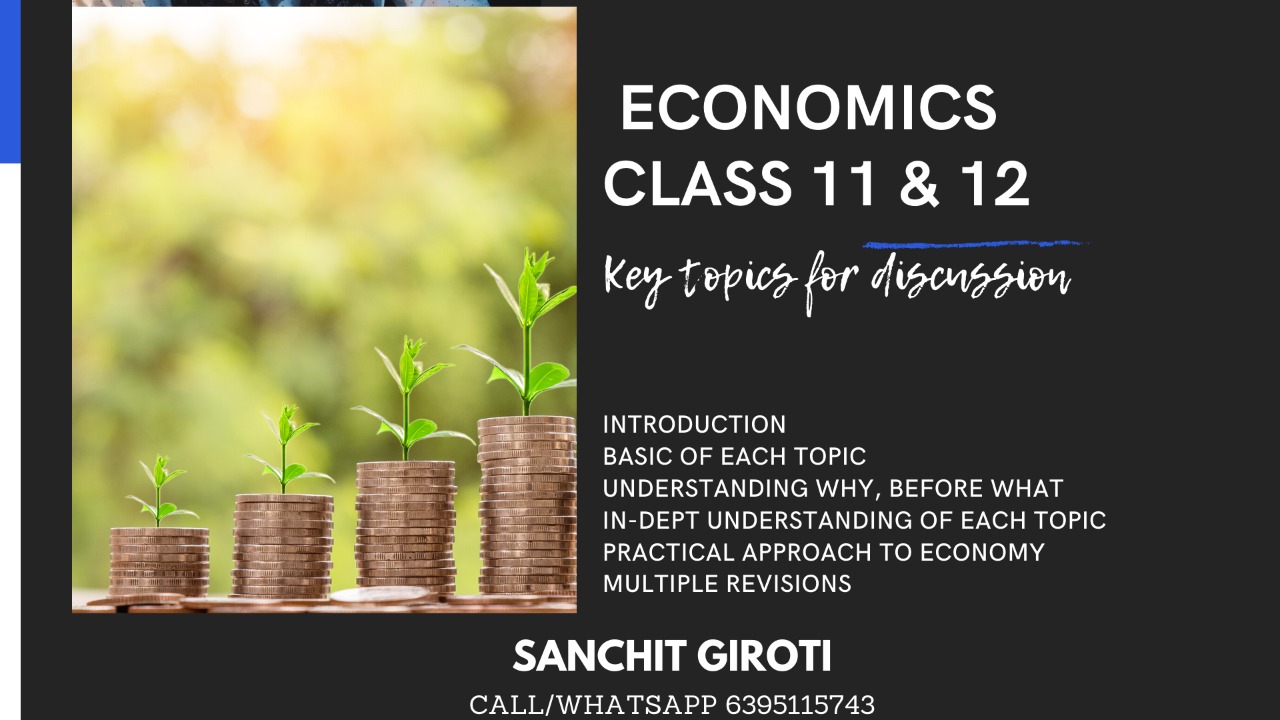 ECONOMICS
CLASS 11 & 12
Key topics for discussion
INTRODUCTION
BASIC OF EACH TOPIC
UNDERSTANDING WHY, BEFORE WHAT
IN-DEPT UNDERSTANDING OF EACH TOPIC
PRACTICAL APPROACH TO ECONOMY
MULTIPLE REVISIONS
SANCHIT GIROTI
CALL/WHATSAPP 6395115743